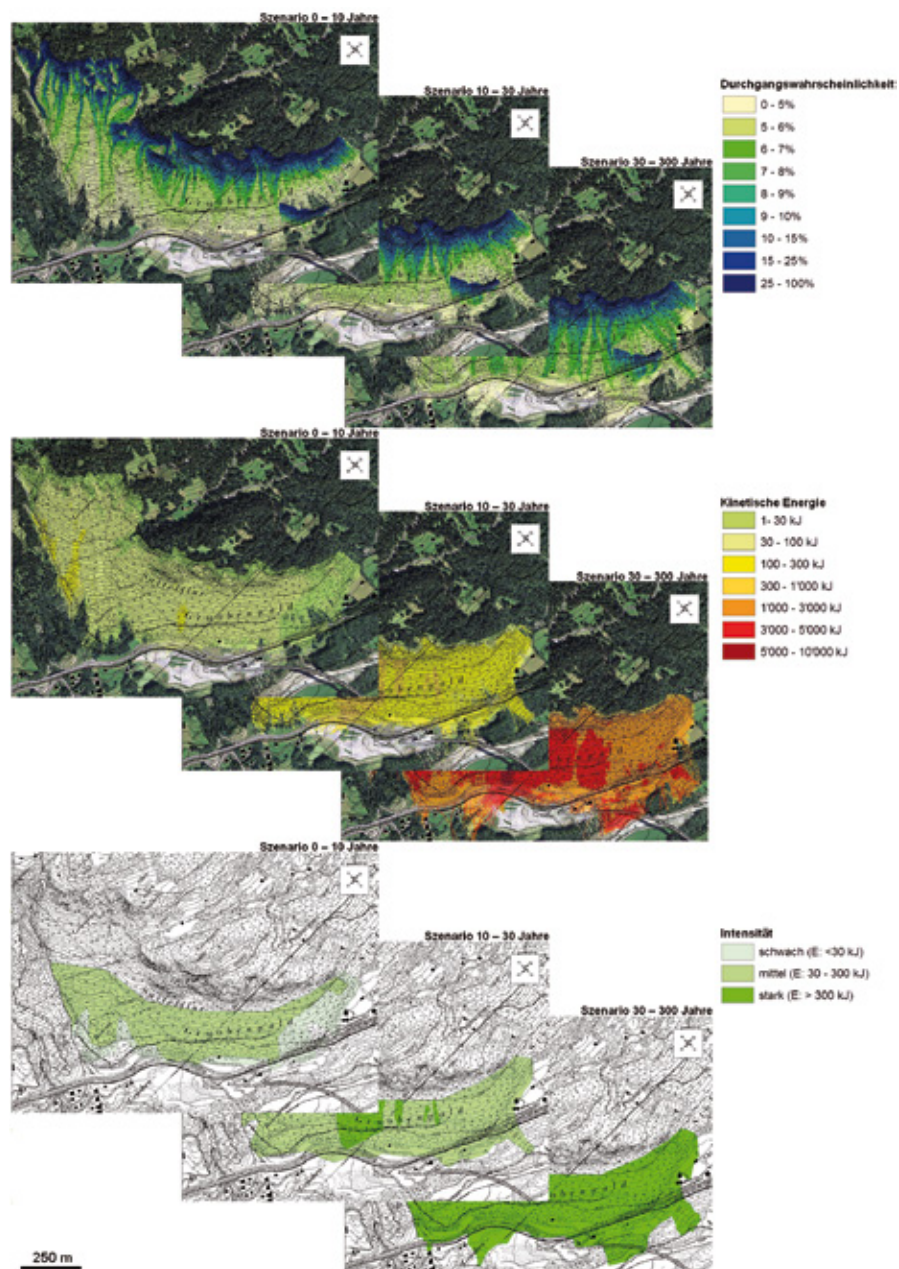 Szenario 0 – 10 Jahre
Szenario 10 – 30 Jahre
Szenario 30 – 300 Jahre
Durchgangswahrscheinlichkeit:
0 - 5%
5 - 6%
6 - 7%
7 - 8%
8 - 9%
9 - 10%
10 - 15%
15 - 25%
25 - 100%
Szenario 0 – 10 Jahre
Szenario 10 – 30 Jahre
Szenario 30 – 300 Jahre
Kinetische Energie
1- 30 kJ
30 - 100 kJ
100 - 300 kJ
300 - 1'000 kJ
1'000 - 3'000 kJ
3'000 - 5'000 kJ
5'000 - 10'000 kJ
Szenario 0 – 10 Jahre
Szenario 10 – 30 Jahre
Szenario 30 – 300 Jahre
Intensität
schwach (E: <30 kJ)
mittel (E: 30 - 300 kJ)
stark (E: > 300 kJ)
250 m